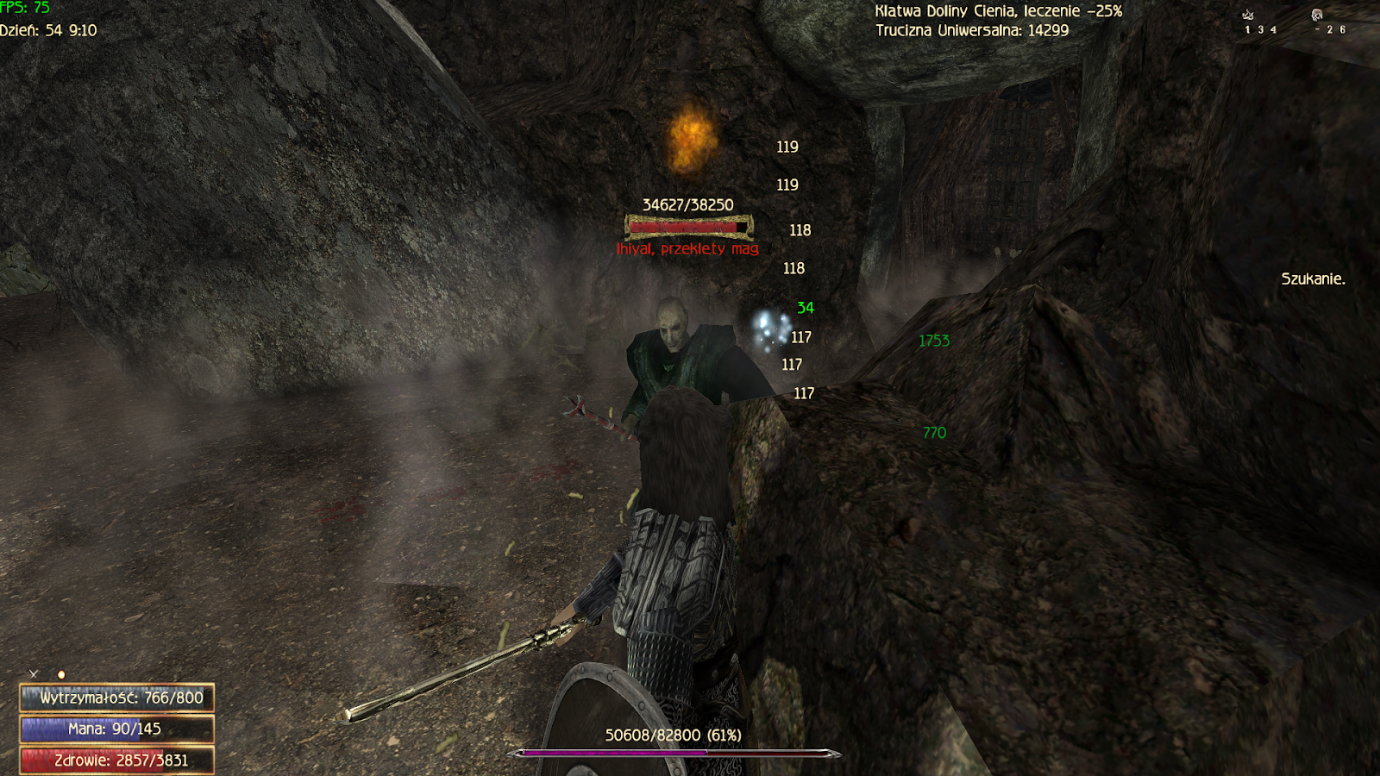 FPS: 75
Dzień: 54 9:10
Klatwa Doliny Cienia, leczenie -25%
Trucizna Uniwersalna: 14299
1 3 4
- 2 6
119
119
34627/38250
118
Ihiyal, przeklety mag
118
Szukanie.
34
117
1753
117
117
770
Wytrzymałość: 766/800
Mana: 90/145
50608/82800 (61%)
Zdrowie: 2857/3831